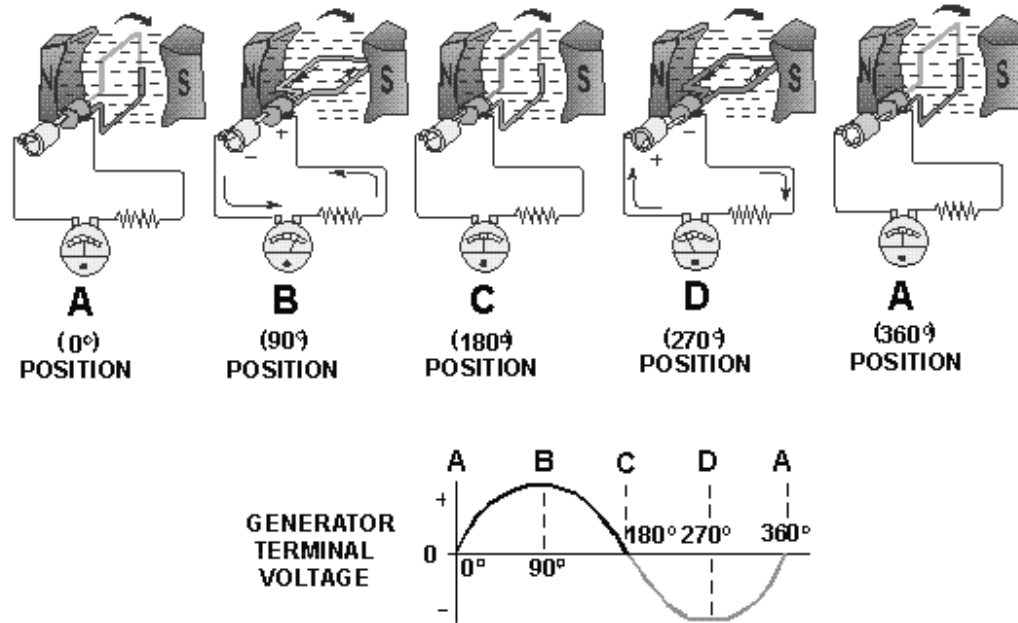 N S
N S
N S
N S
N S
+
−
−
+
A B C D A
(0°) (90°) (180°) (270°) (360°)
POSITION POSITION POSITION POSITION POSITION
A B C D A
+
GENERATOR
TERMINAL
VOLTAGE
0
0° 90° 180° 270° 360°
−